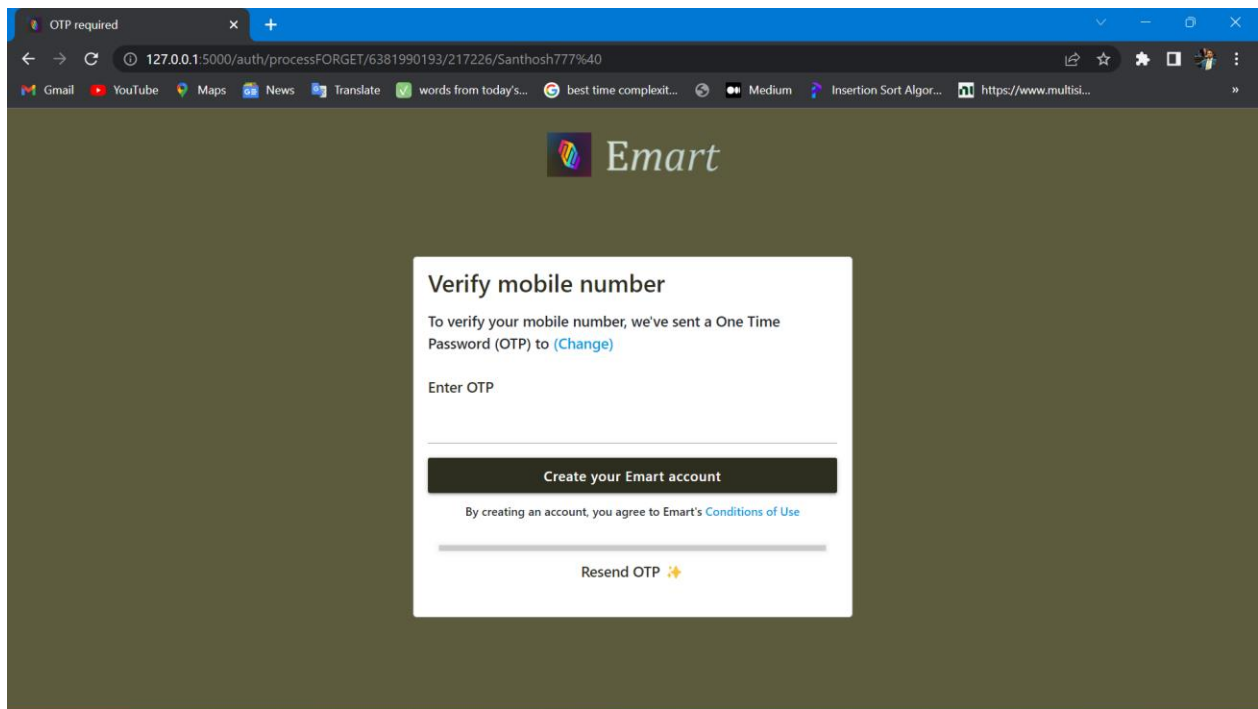 OTP required
127.0.0.1:5000/auth/processFORGET/6381990193/217226/Santhosh777%40
Gmail YouTube Maps News Translate words from today's... best time complexit... Medium Insertion Sort Algor... https://www.multisi... »
Emart
Verify mobile number
To verify your mobile number, we've sent a One Time
Password (OTP) to (Change)
Enter OTP
Create your Emart account
By creating an account, you agree to Emart's Conditions of Use
Resend OTP ✨